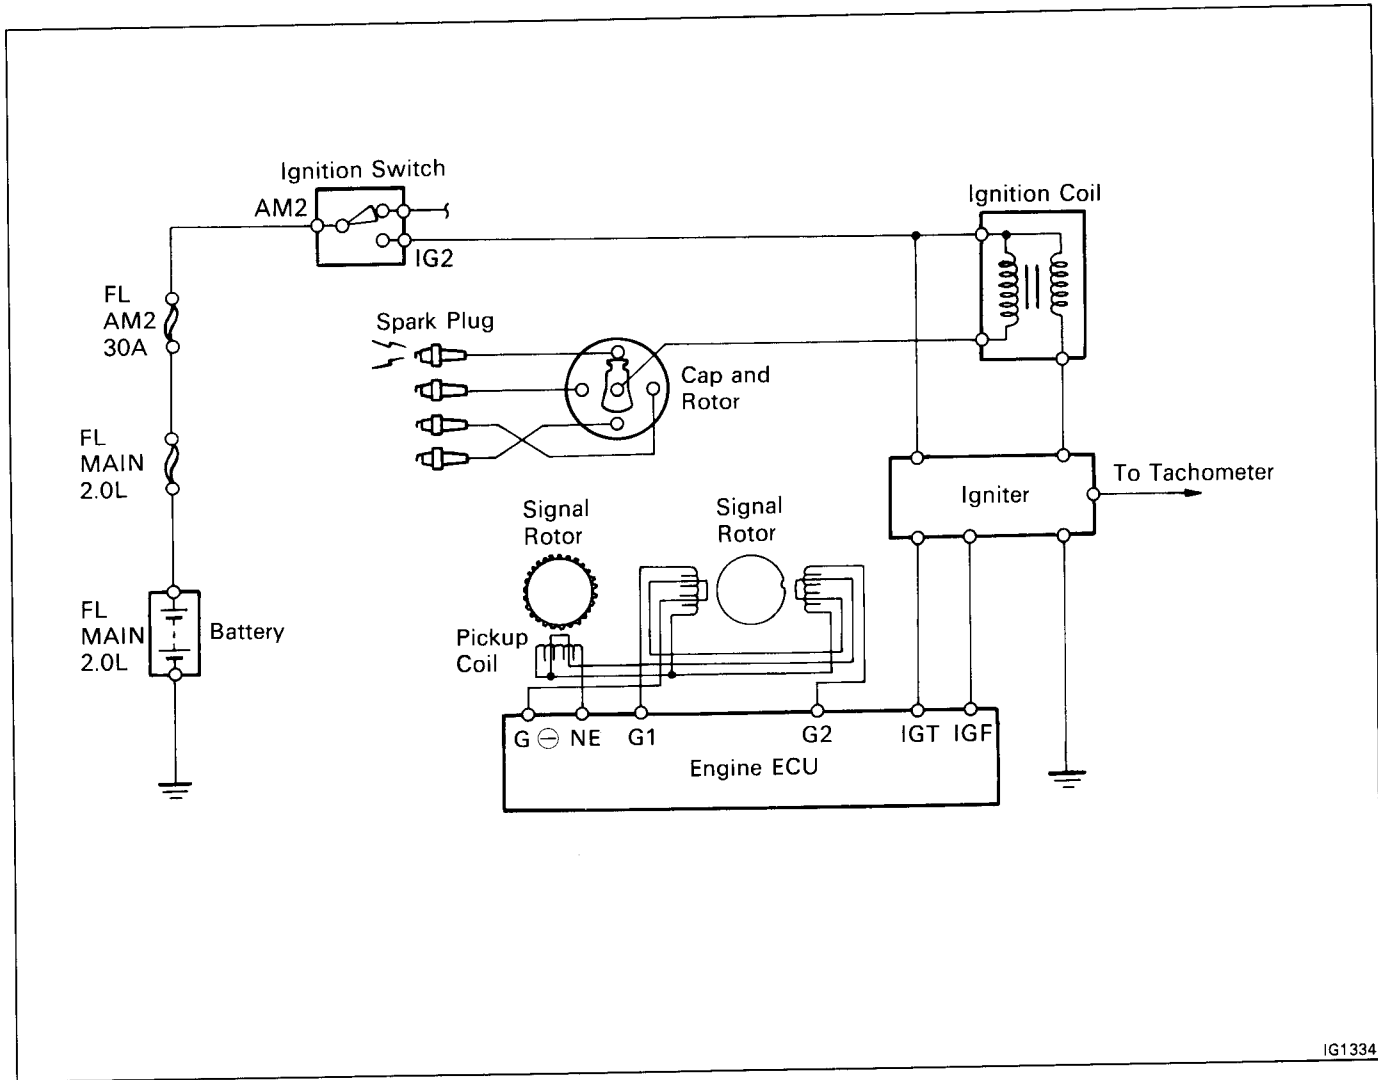 Ignition Switch
AM2
IG2
Ignition Coil
FL
AM2
30A
Spark Plug
Cap and
Rotor
FL
MAIN
2.0L
Igniter
To Tachometer
Signal
Rotor
Signal
Rotor
FL
MAIN
2.0L
Battery
Pickup
Coil
G ⊖ NE G1 G2 IGT IGF
Engine ECU
IG1334